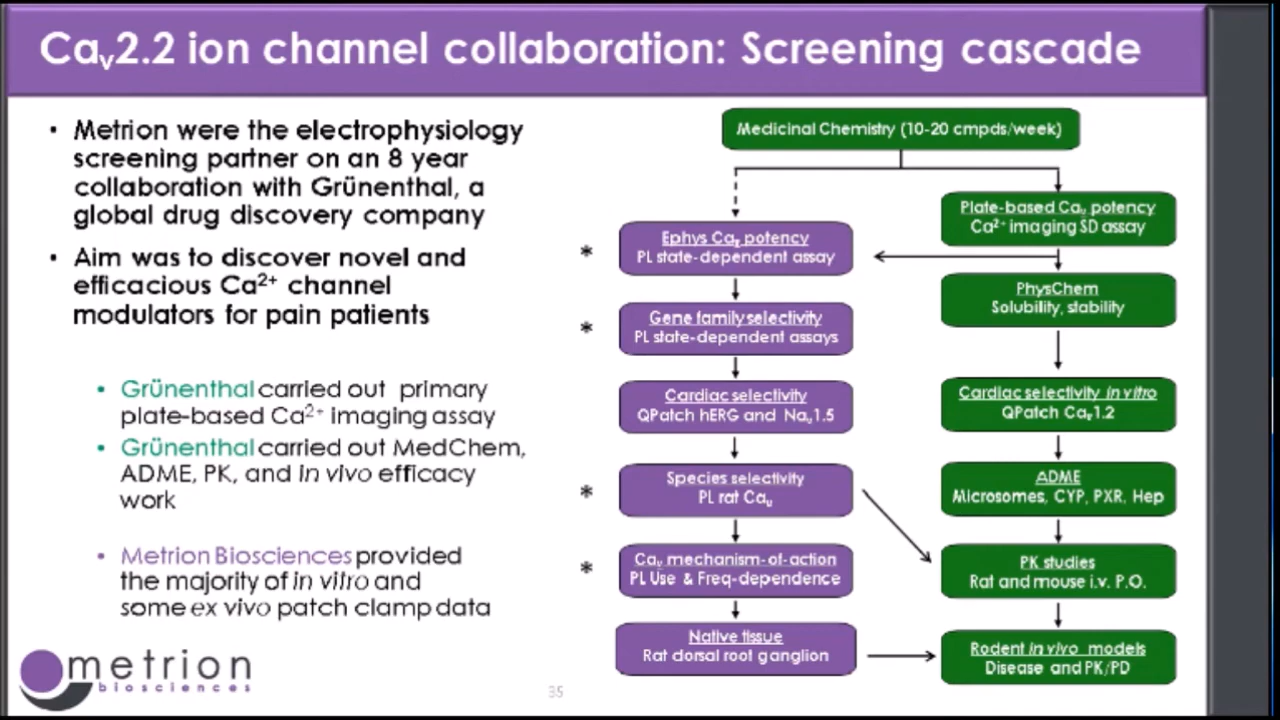 Cav2.2 ion channel collaboration: Screening cascade
• Metrion were the electrophysiology
screening partner on an 8 year
collaboration with Grünenthal, a
global drug discovery company
• Aim was to discover novel and
efficacious Ca2+ channel
modulators for pain patients
• Grünenthal carried out primary
plate-based Ca2+ imaging assay
• Grünenthal carried out MedChem,
ADME, PK, and in vivo efficacy
work
• Metrion Biosciences provided
the majority of in vitro and
some ex vivo patch clamp data
Medicinal Chemistry (10-20 cmpds/week)
* Ephys Cav potency
PL state-dependent assay
* Gene family selectivity
PL state-dependent assays
Cardiac selectivity
QPatch hERG and Nav1.5
* Species selectivity
PL rat Cav
* Cav mechanism-of-action
PL Use & Freq-dependence
Native tissue
Rat dorsal root ganglion
Plate-based Cav potency
Ca2+ imaging SD assay
PhysChem
Solubility, stability
Cardiac selectivity in vitro
QPatch Cav1.2
ADME
Microsomes, CYP, PXR, Hep
PK studies
Rat and mouse i.v. P.O.
Rodent in vivo models
Disease and PK/PD
metrion
biosciences
35